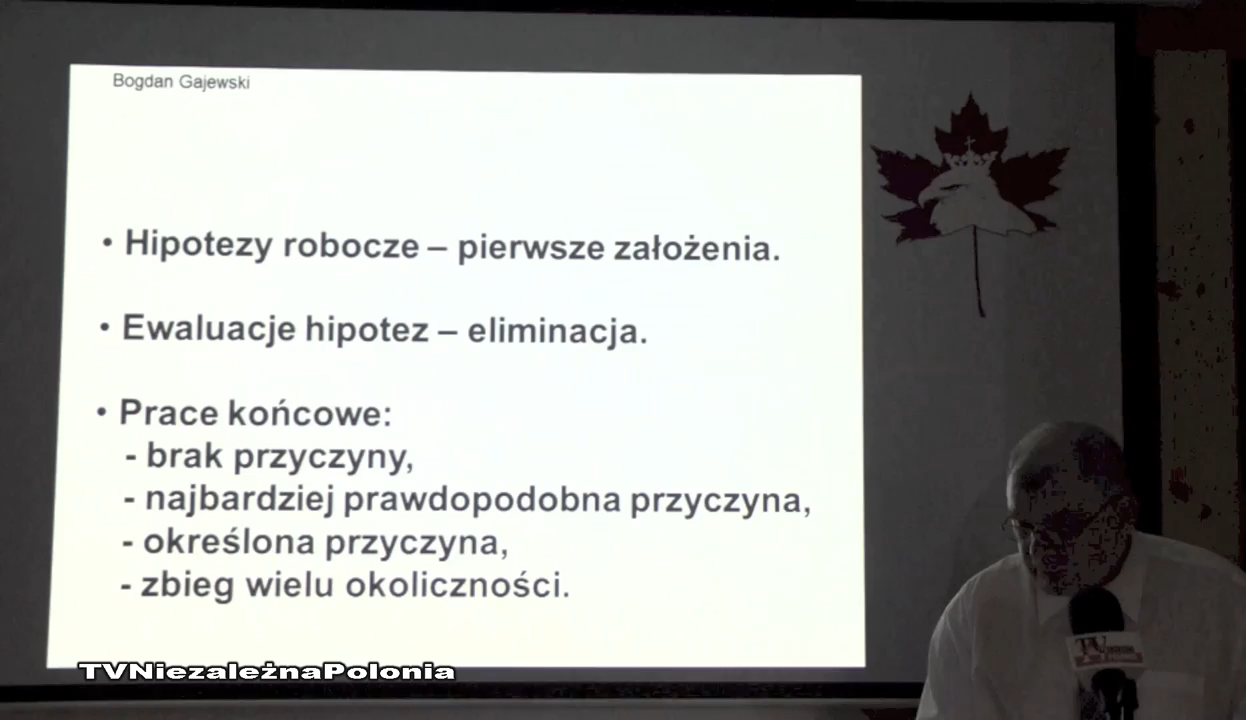 Bogdan Gajewski
• Hipotezy robocze – pierwsze założenia.
• Ewaluacje hipotez – eliminacja.
• Prace końcowe:
- brak przyczyny,
- najbardziej prawdopodobna przyczyna,
- określona przyczyna,
- zbieg wielu okoliczności.
TVNiezależnaPolonia
TV